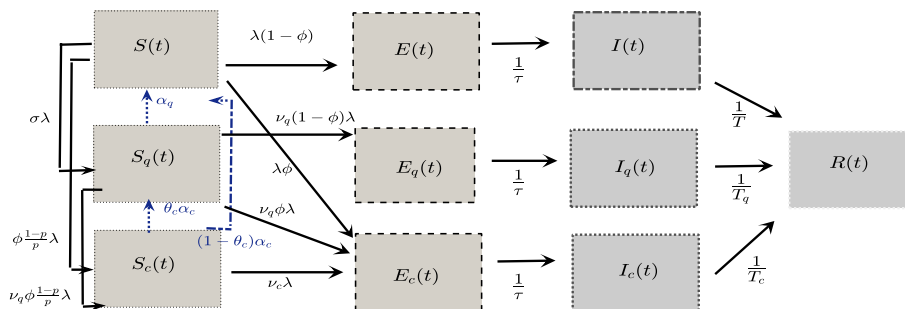 S(t) λ(1 − ϕ) E(t) 1/τ I(t)
σλ α_q 1/T
S_q(t) ν_q(1 − ϕ)λ E_q(t) 1/τ I_q(t) 1/T_q R(t)
λϕ
θ_cα_c ν_qϕλ
ϕ (1−p)/p λ (1 − θ_c)α_c
S_c(t) ν_cλ E_c(t) 1/τ I_c(t) 1/T_c
ν_qϕ (1−p)/p λ